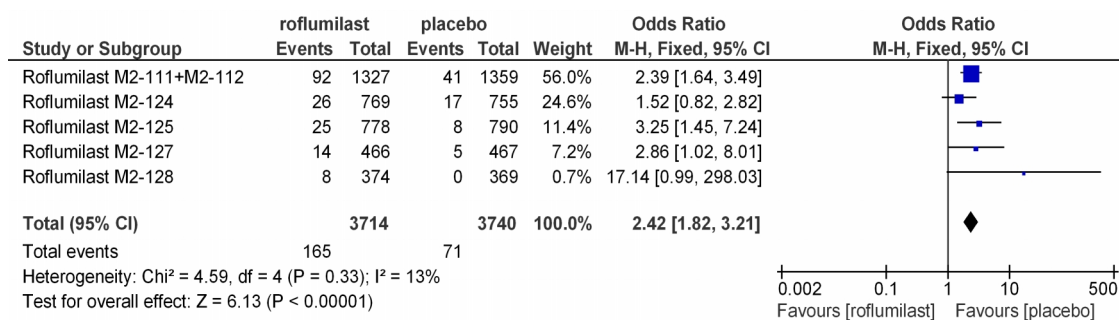 roflumilast placebo Odds Ratio Odds Ratio
Study or Subgroup Events Total Events Total Weight M-H, Fixed, 95% CI M-H, Fixed, 95% CI
Roflumilast M2-111+M2-112 92 1327 41 1359 56.0% 2.39 [1.64, 3.49]
Roflumilast M2-124 26 769 17 755 24.6% 1.52 [0.82, 2.82]
Roflumilast M2-125 25 778 8 790 11.4% 3.25 [1.45, 7.24]
Roflumilast M2-127 14 466 5 467 7.2% 2.86 [1.02, 8.01]
Roflumilast M2-128 8 374 0 369 0.7% 17.14 [0.99, 298.03]
Total (95% CI) 3714 3740 100.0% 2.42 [1.82, 3.21]
Total events 165 71
Heterogeneity: Chi² = 4.59, df = 4 (P = 0.33); I² = 13%
Test for overall effect: Z = 6.13 (P < 0.00001)
0.002 0.1 1 10 500
Favours [roflumilast] Favours [placebo]